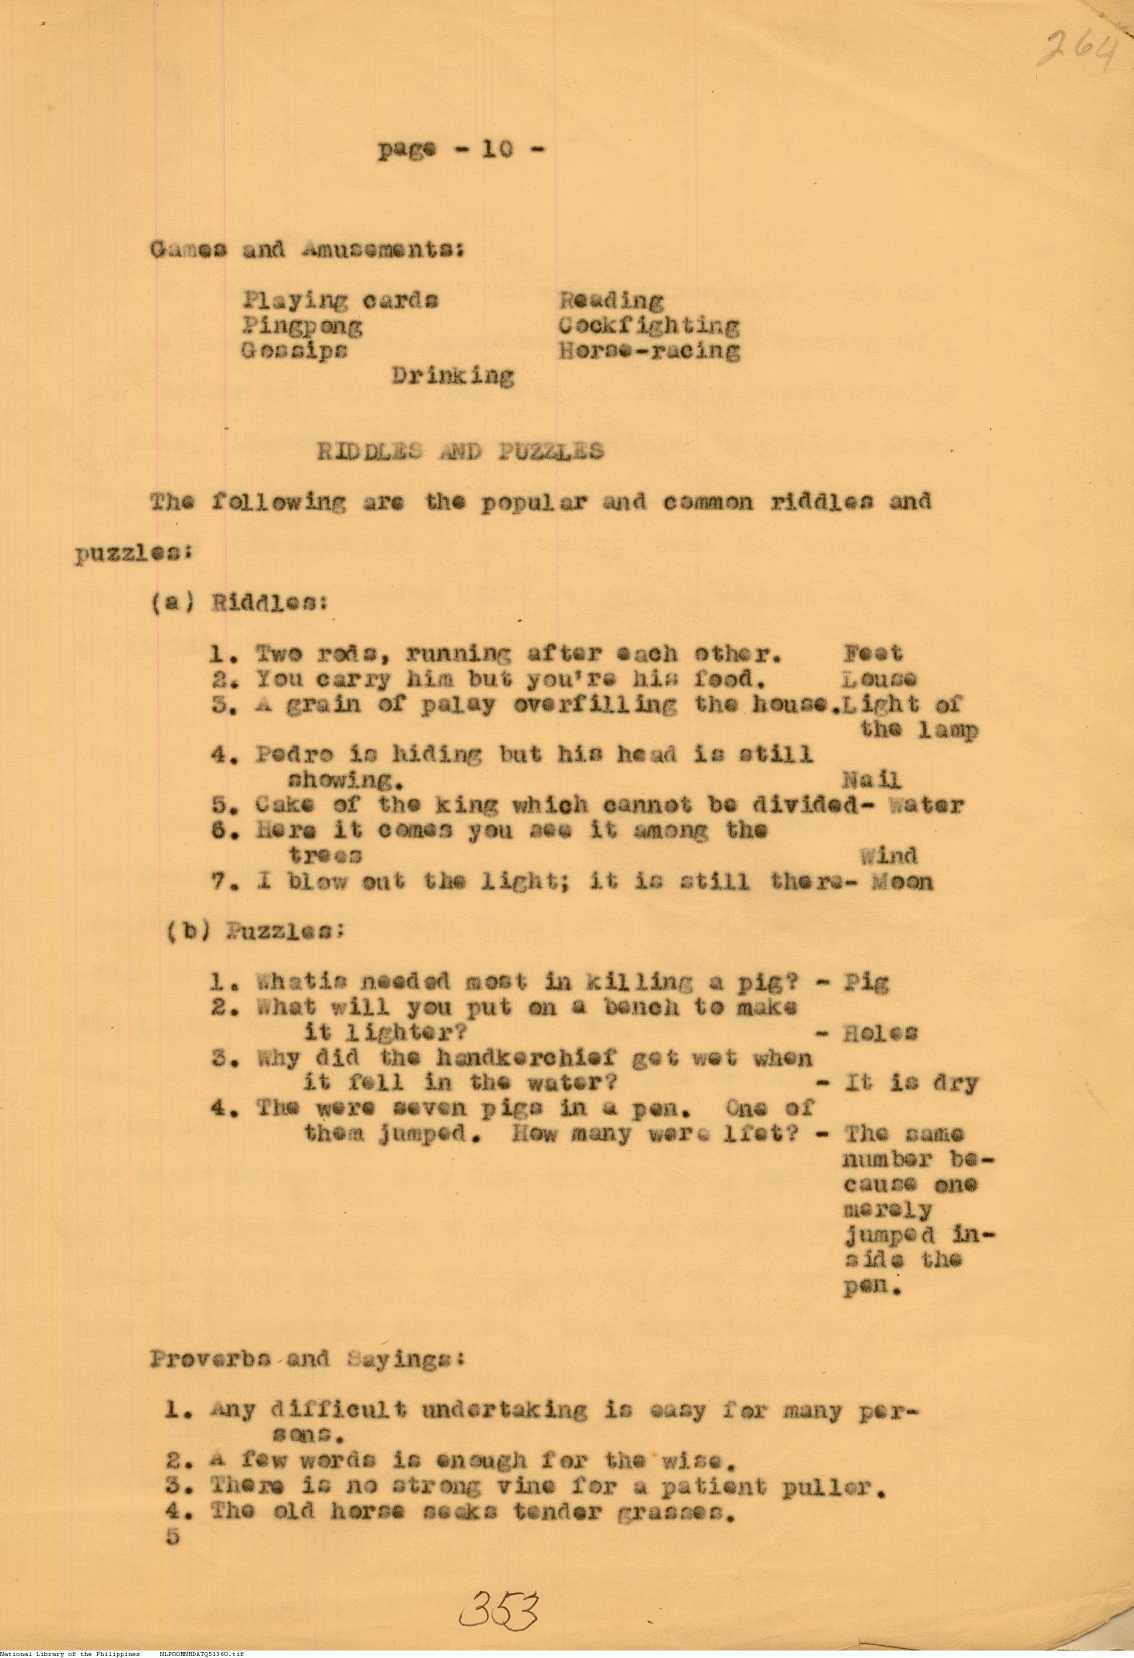 264
page - 10 -
Games and Amusements:
Playing cards Reading
Pingpong Cockfighting
Gossips Horse-racing
Drinking
RIDDLES AND PUZZLES
The following are the popular and common riddles and
puzzles:
(a) Riddles:
1. Two rods, running after each other. Feet
2. You carry him but you're his food. Louse
3. A grain of palay overfilling the house. Light of
the lamp
4. Pedro is hiding but his head is still
showing. Nail
5. Cake of the king which cannot be divided- Water
6. Here it comes you see it among the
trees Wind
7. I blow out the light; it is still there- Moon
(b) Puzzles:
1. Whatis needed most in killing a pig? - Pig
2. What will you put on a bench to make
it lighter? - Holes
3. Why did the handkerchief get wet when
it fell in the water? - It is dry
4. The were seven pigs in a pen. One of
them jumped. How many were lfet? - The same
number be-
cause one
merely
jumped in-
side the
pen.
Proverbs and Sayings:
1. Any difficult undertaking is easy for many per-
sons.
2. A few words is enough for the wise.
3. There is no strong vine for a patient puller.
4. The old horse seeks tender grasses.
5
353
National Library of the Philippines NLPGOMNHDATQ51360.tif